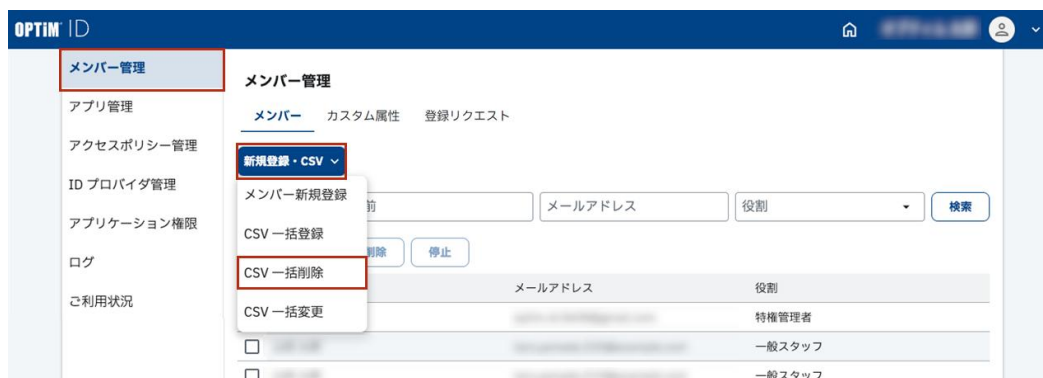 OPTiM ID
メンバー管理
アプリ管理
アクセスポリシー管理
ID プロバイダ管理
アプリケーション権限
ログ
ご利用状況
メンバー管理
メンバー カスタム属性 登録リクエスト
新規登録・CSV
メンバー新規登録
CSV 一括登録
CSV 一括削除
CSV 一括変更
前 メールアドレス 役割 検索
削除 停止
メールアドレス 役割
特権管理者
一般スタッフ
一般スタッフ